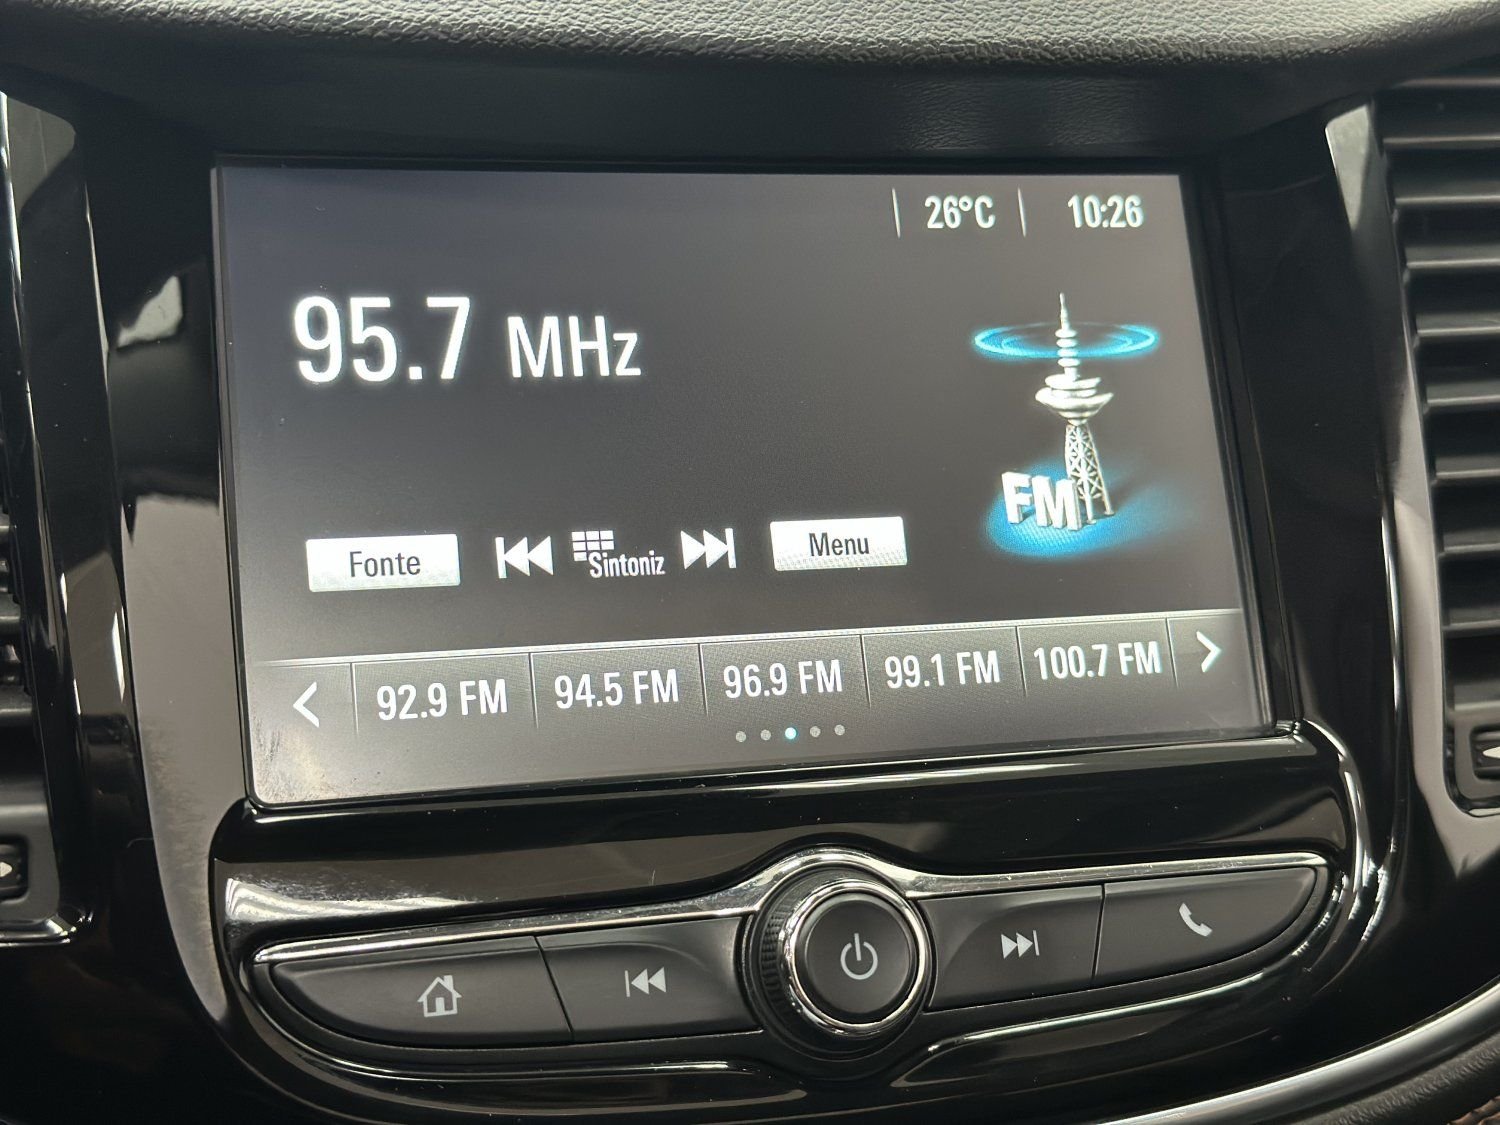 26°C 10:26
95.7 MHz
FM
Fonte Sintoniz Menu
92.9 FM 94.5 FM 96.9 FM 99.1 FM 100.7 FM